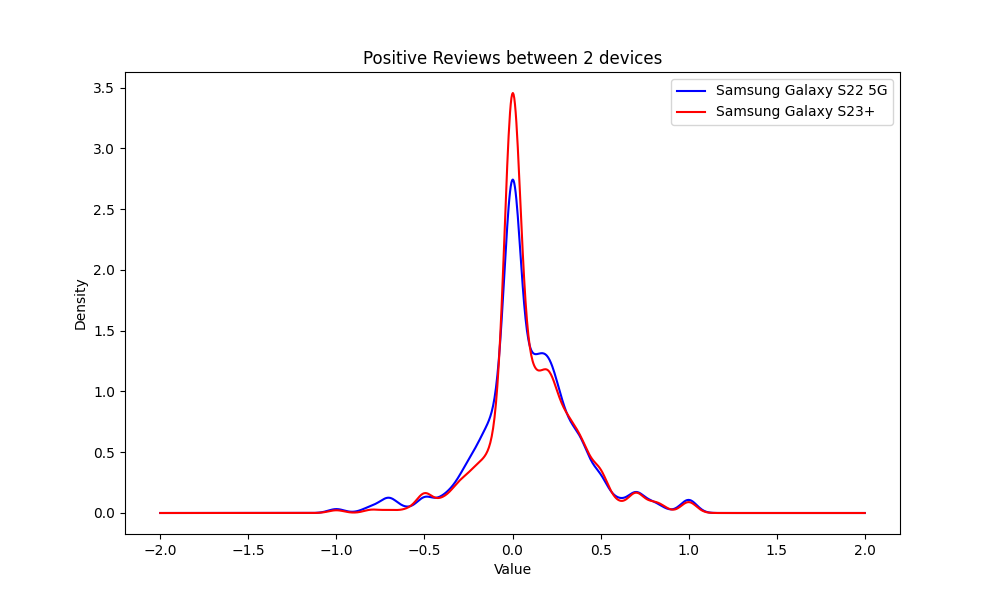 Positive Reviews between 2 devices
Samsung Galaxy S22 5G
Samsung Galaxy S23+
3.5
3.0
2.5
2.0
1.5
1.0
0.5
0.0
Density
−2.0 −1.5 −1.0 −0.5 0.0 0.5 1.0 1.5 2.0
Value